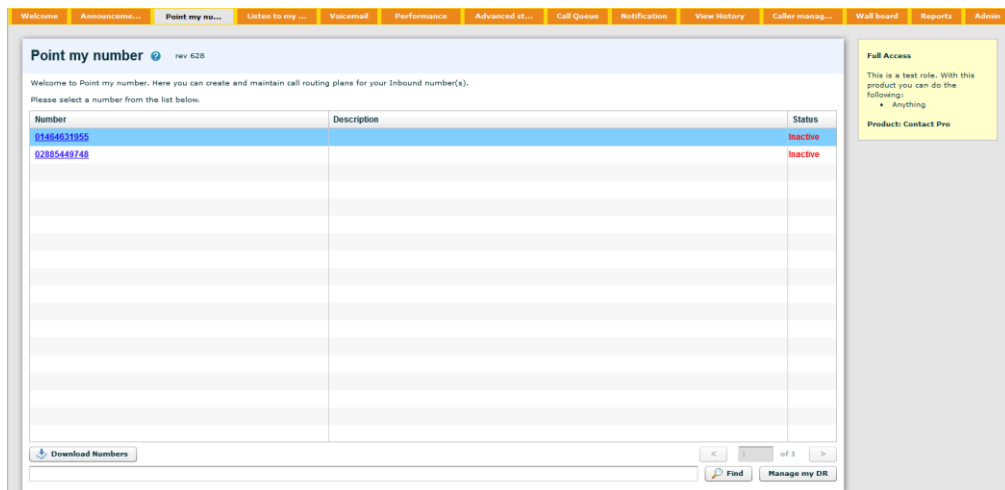 Welcome Announceme... Point my nu... Listen to my ... Voicemail Performance Advanced st... Call Queue Notification View History Caller manag... Wall board Reports Admin
Point my number ? rev 628
Welcome to Point my number. Here you can create and maintain call routing plans for your Inbound number(s).
Please select a number from the list below.
Number Description Status
01464631955 Inactive
02885449748 Inactive
Download Numbers < 1 of 1 >
Find Manage my DR
Full Access
This is a test role. With this
product you can do the
following:
• Anything
Product: Contact Pro